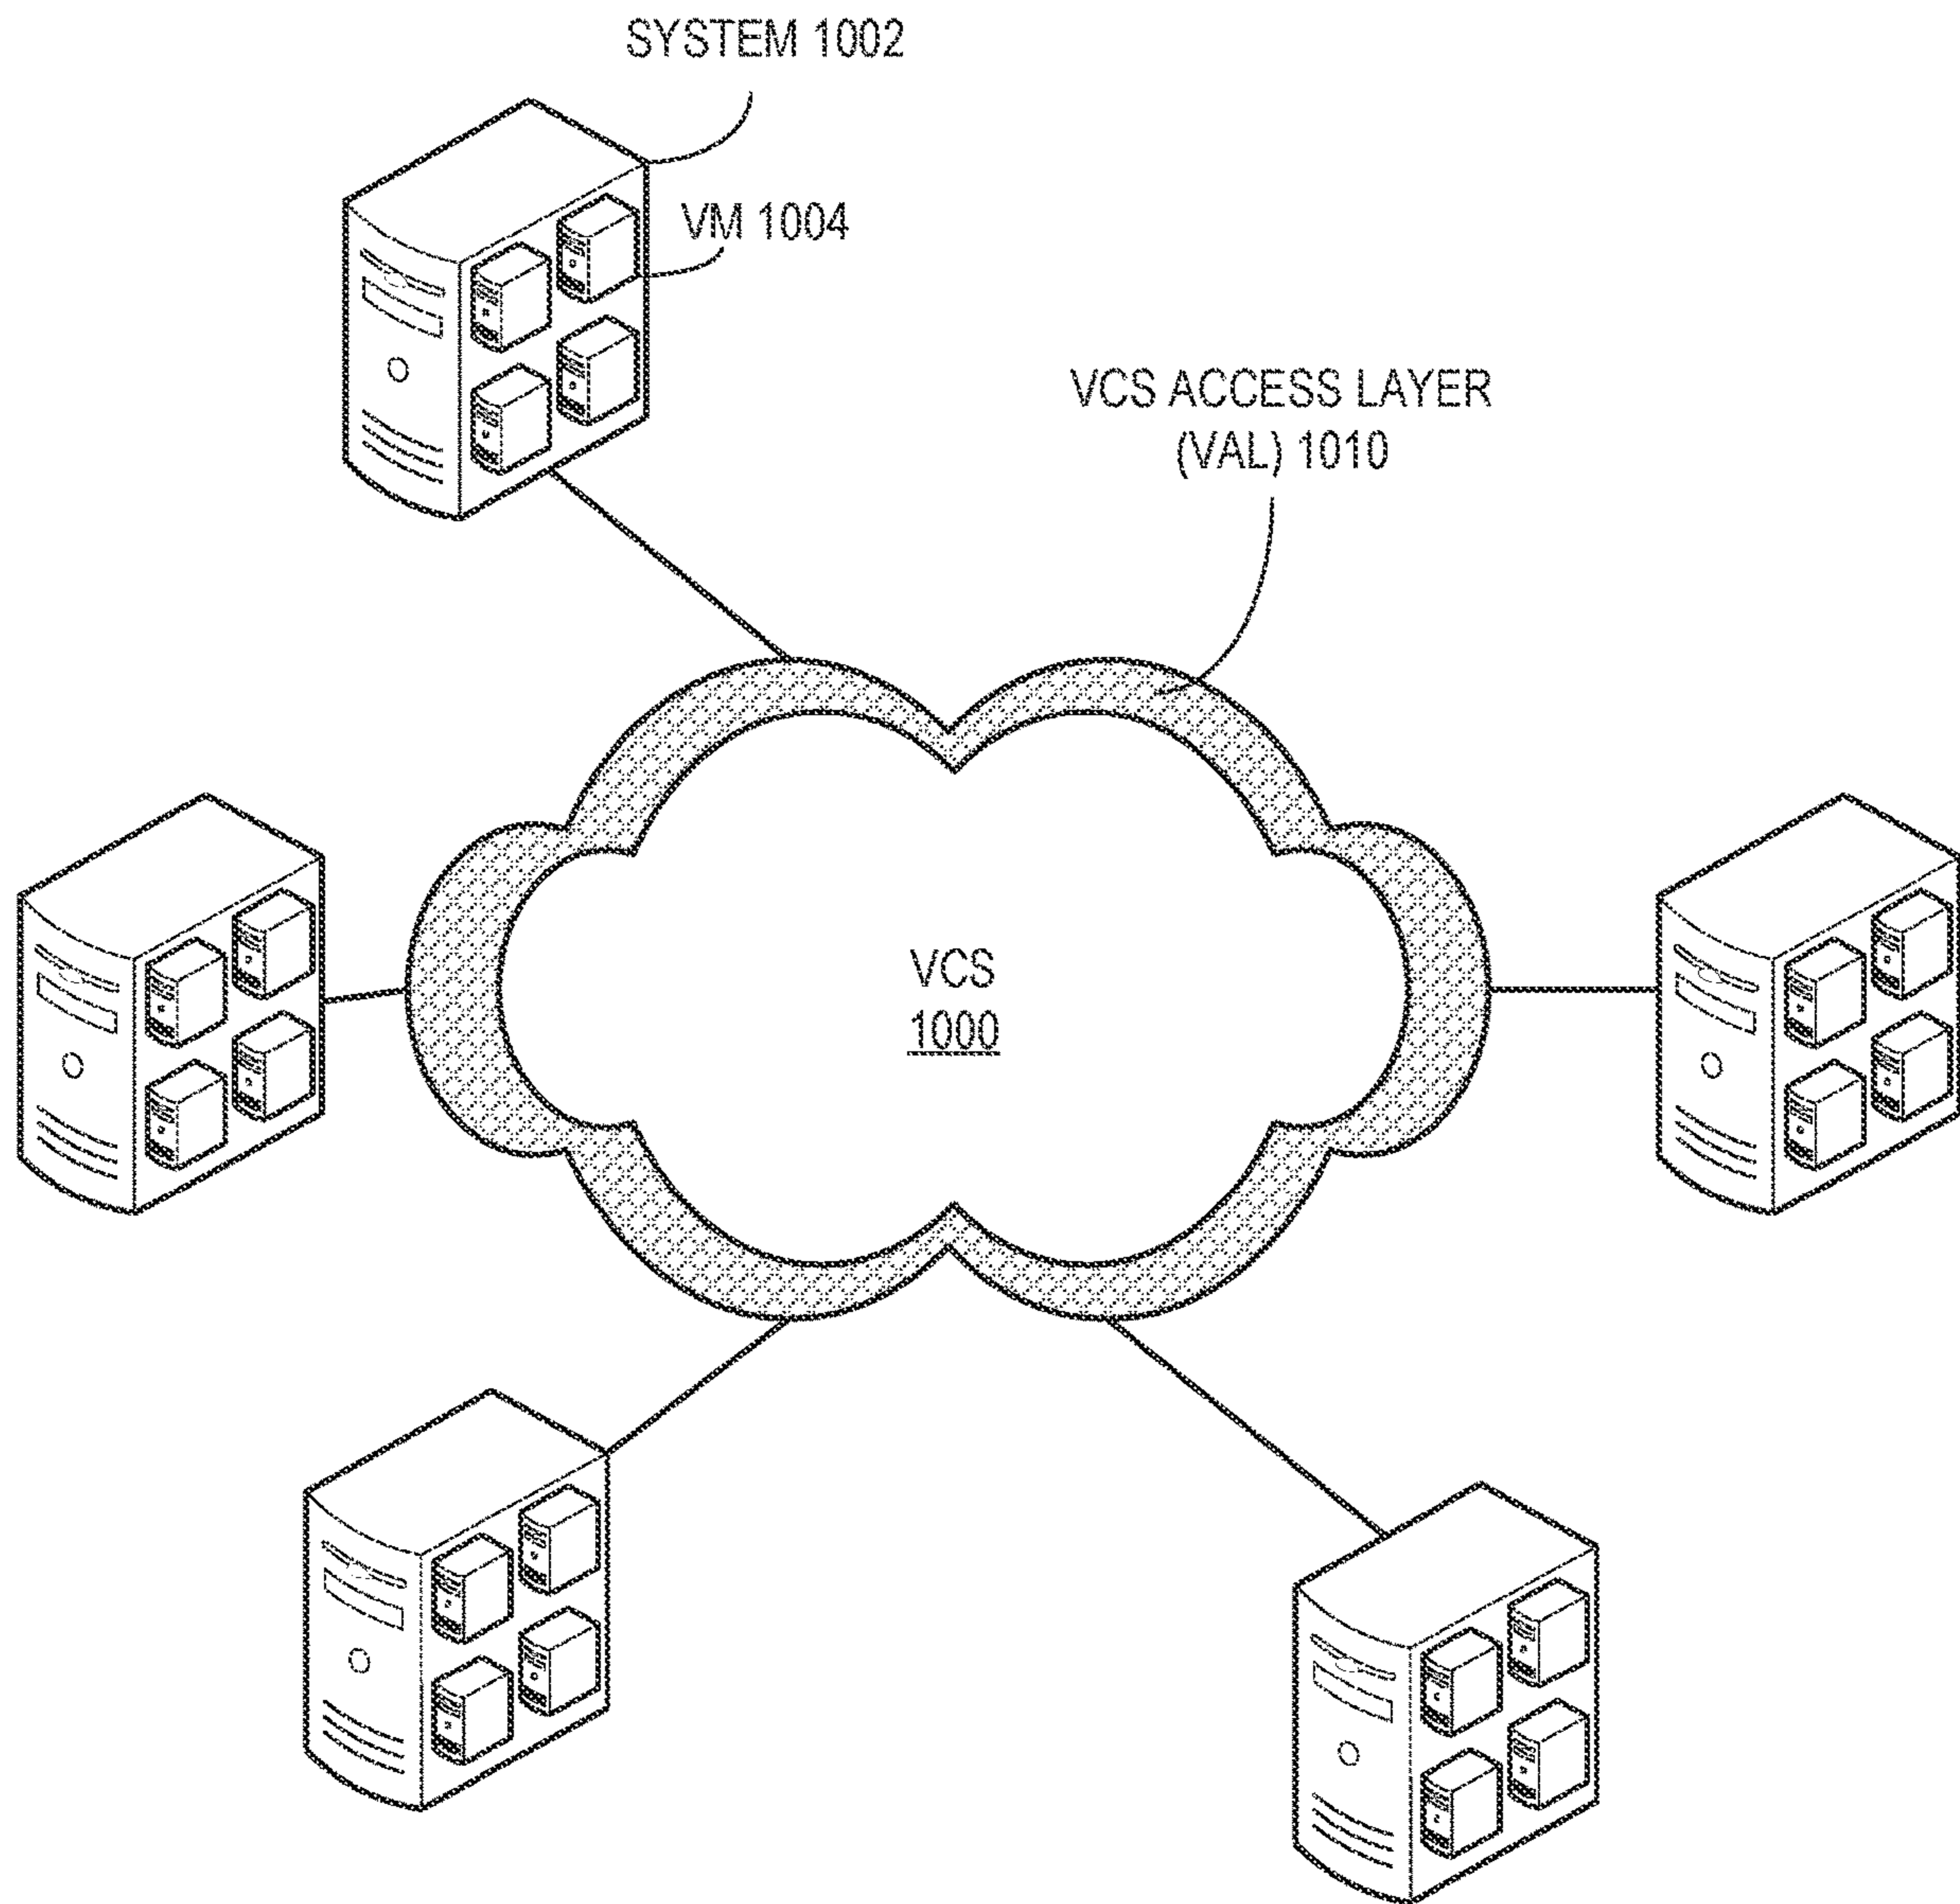 SYSTEM 1002
VM 1004
VCS ACCESS LAYER
(VAL) 1010
VCS
1000